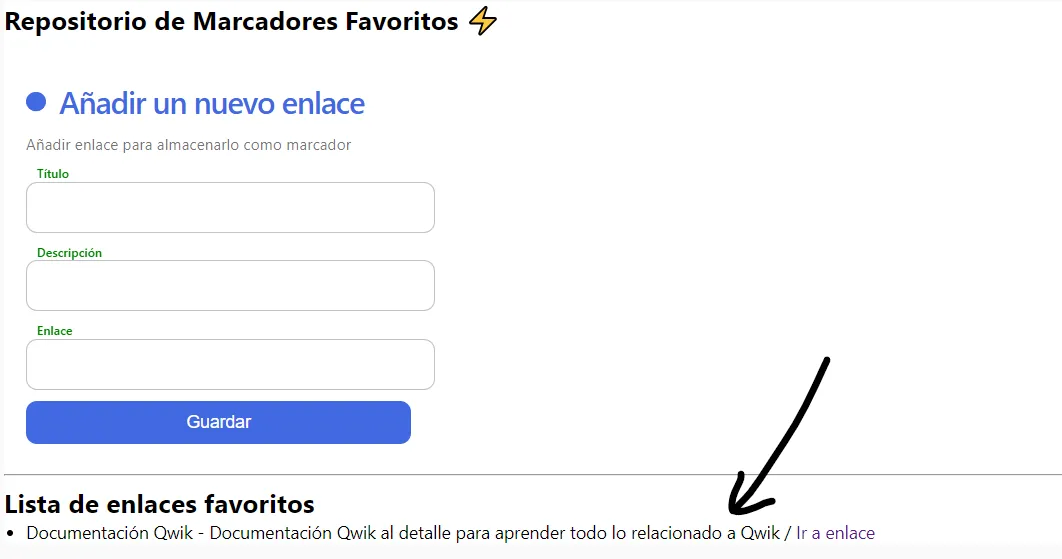 Repositorio de Marcadores Favoritos ⚡
Añadir un nuevo enlace
Añadir enlace para almacenarlo como marcador
Título
Descripción
Enlace
Guardar
Lista de enlaces favoritos
• Documentación Qwik - Documentación Qwik al detalle para aprender todo lo relacionado a Qwik / Ir a enlace